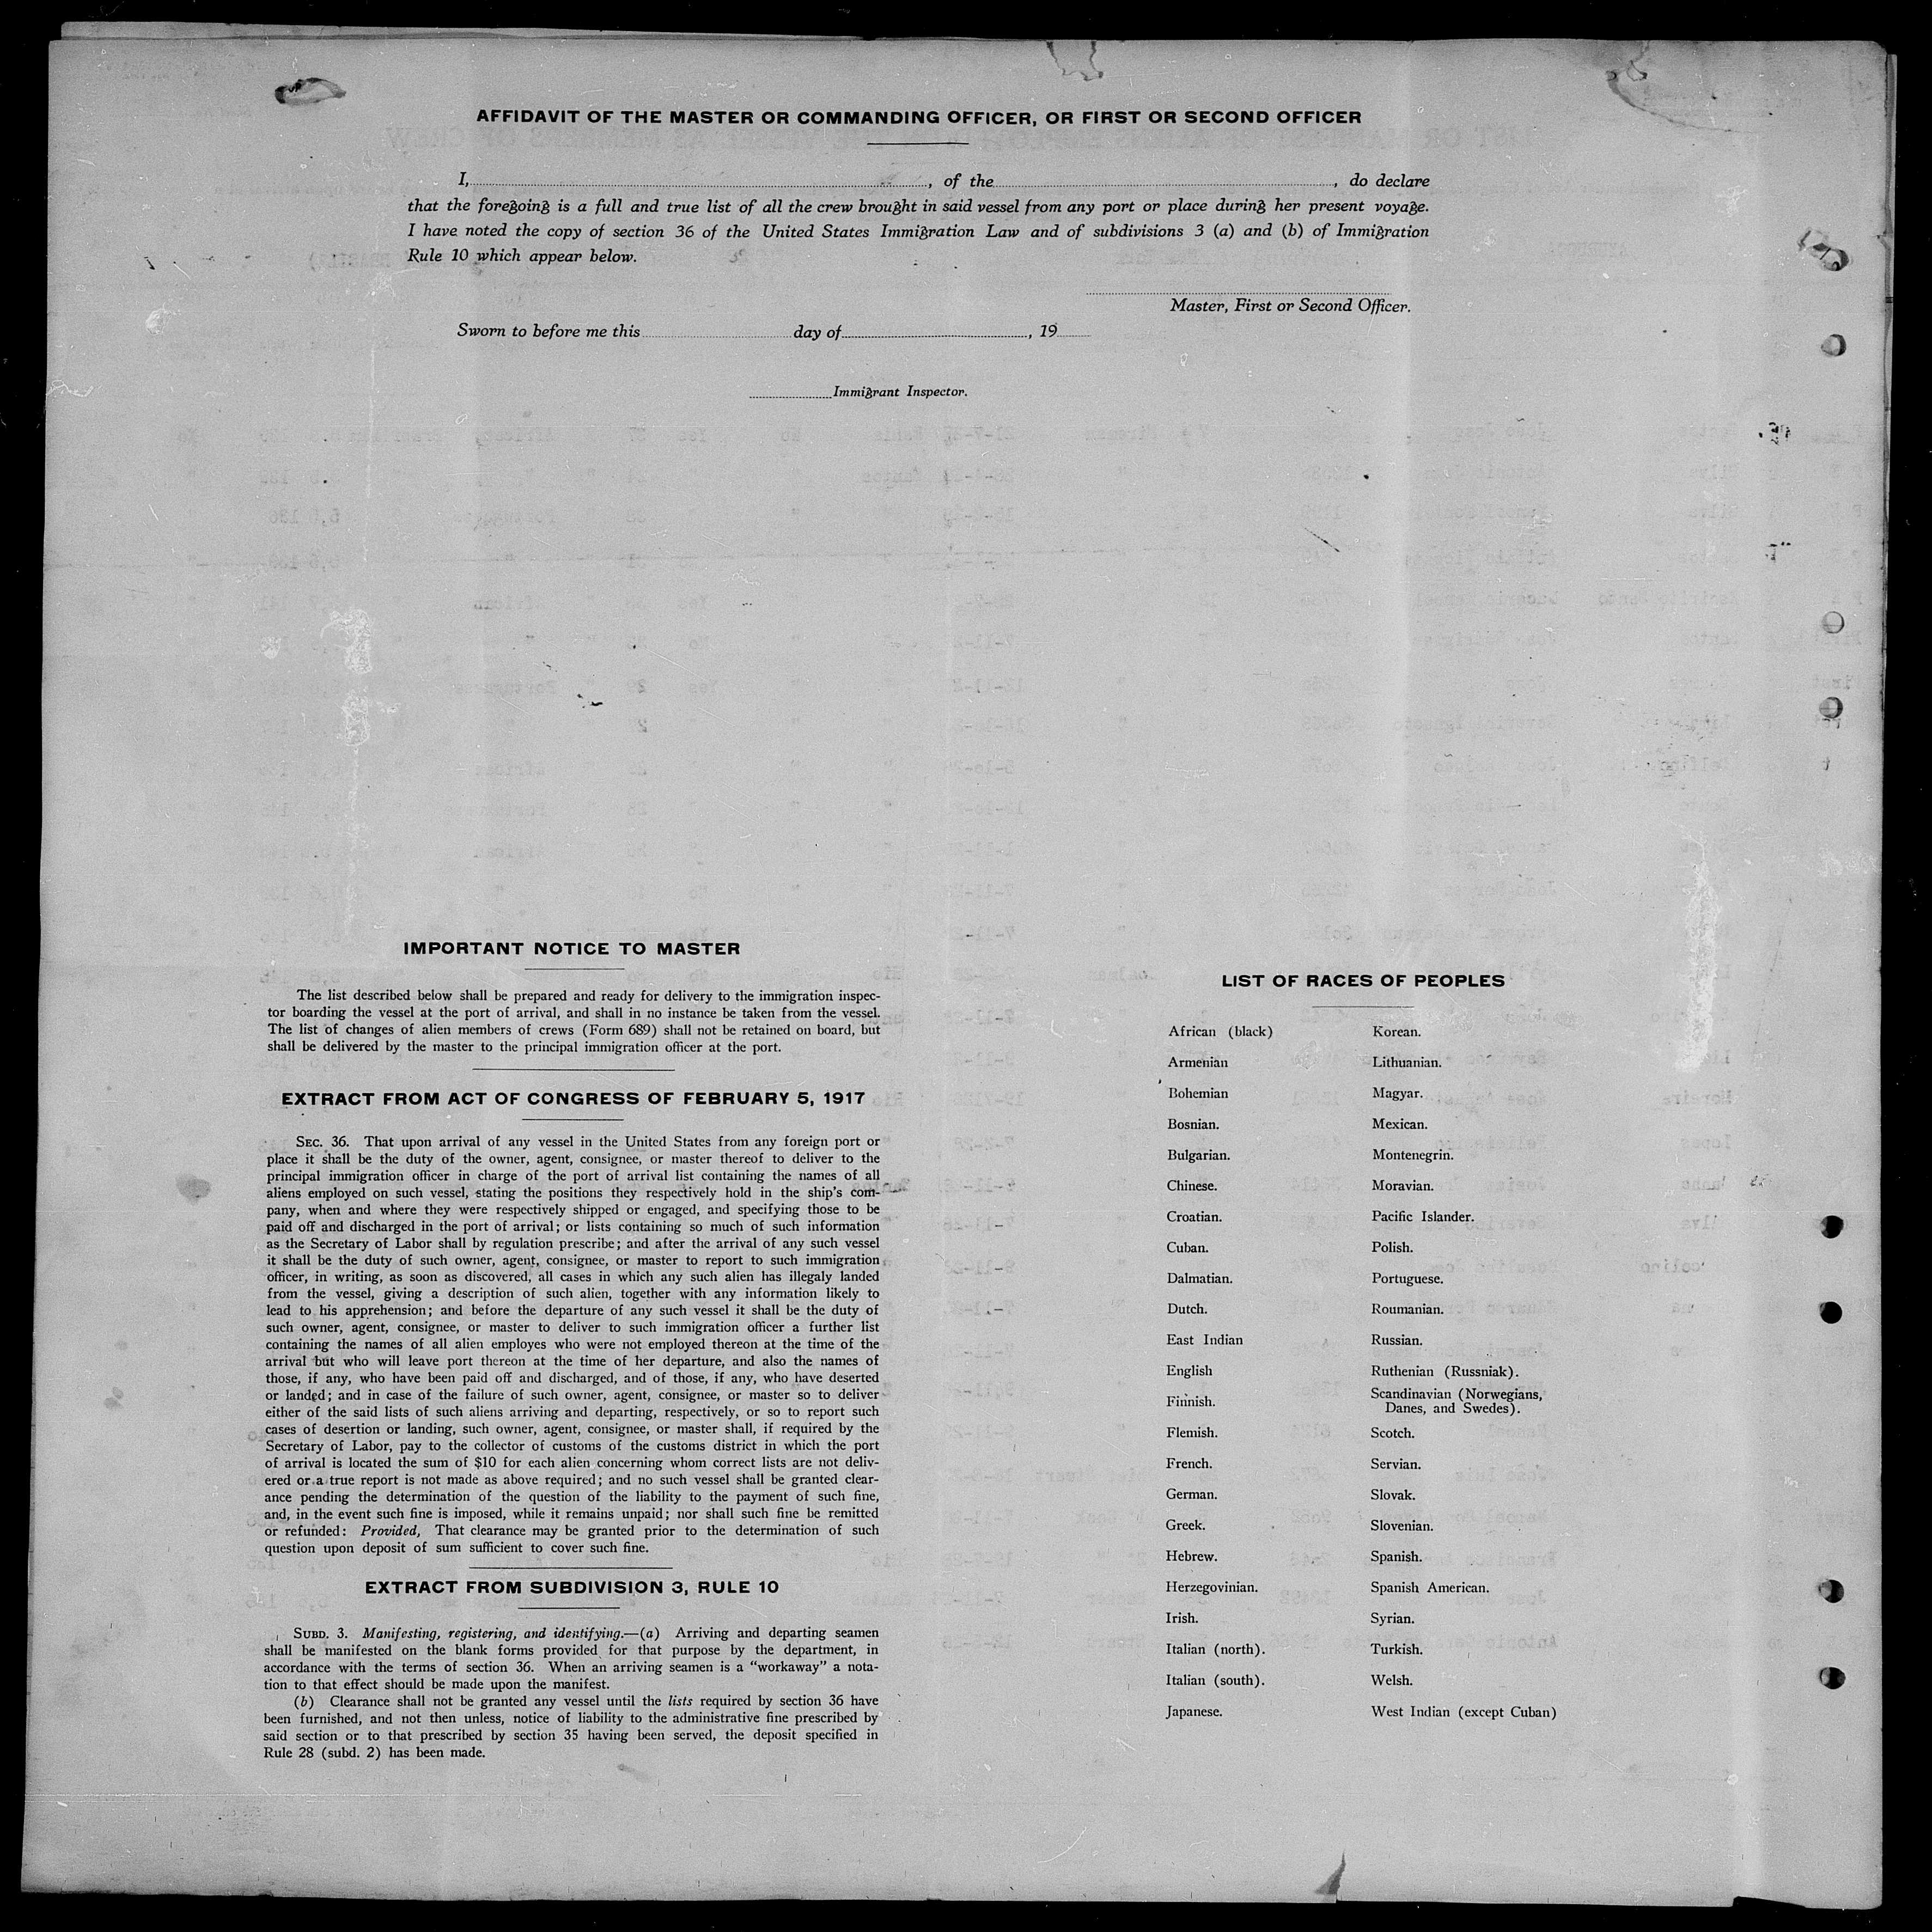 AFFIDAVIT OF THE MASTER OR COMMANDING OFFICER, OR FIRST OR SECOND OFFICER
I, , of the , do declare
that the foregoing is a full and true list of all the crew brought in said vessel from any port or place during her present voyage.
I have noted the copy of section 36 of the United States Immigration Law and of subdivisions 3 (a) and (b) of Immigration
Rule 10 which appear below.
Master, First or Second Officer.
Sworn to before me this day of , 19
Immigrant Inspector.
IMPORTANT NOTICE TO MASTER
The list described below shall be prepared and ready for delivery to the immigration inspec-
tor boarding the vessel at the port of arrival, and shall in no instance be taken from the vessel.
The list of changes of alien members of crews (Form 689) shall not be retained on board, but
shall be delivered by the master to the principal immigration officer at the port.
EXTRACT FROM ACT OF CONGRESS OF FEBRUARY 5, 1917
SEC. 36. That upon arrival of any vessel in the United States from any foreign port or
place it shall be the duty of the owner, agent, consignee, or master thereof to deliver to the
principal immigration officer in charge of the port of arrival list containing the names of all
aliens employed on such vessel, stating the positions they respectively hold in the ship's com-
pany, when and where they were respectively shipped or engaged, and specifying those to be
paid off and discharged in the port of arrival; or lists containing so much of such information
as the Secretary of Labor shall by regulation prescribe; and after the arrival of any such vessel
it shall be the duty of such owner, agent, consignee, or master to report to such immigration
officer, in writing, as soon as discovered, all cases in which any such alien has illegaly landed
from the vessel, giving a description of such alien, together with any information likely to
lead to his apprehension; and before the departure of any such vessel it shall be the duty of
such owner, agent, consignee, or master to deliver to such immigration officer a further list
containing the names of all alien employes who were not employed thereon at the time of the
arrival but who will leave port thereon at the time of her departure, and also the names of
those, if any, who have been paid off and discharged, and of those, if any, who have deserted
or landed; and in case of the failure of such owner, agent, consignee, or master so to deliver
either of the said lists of such aliens arriving and departing, respectively, or so to report such
cases of desertion or landing, such owner, agent, consignee, or master shall, if required by the
Secretary of Labor, pay to the collector of customs of the customs district in which the port
of arrival is located the sum of $10 for each alien concerning whom correct lists are not deliv-
ered or a true report is not made as above required; and no such vessel shall be granted clear-
ance pending the determination of the question of the liability to the payment of such fine,
and, in the event such fine is imposed, while it remains unpaid; nor shall such fine be remitted
or refunded: Provided, That clearance may be granted prior to the determination of such
question upon deposit of sum sufficient to cover such fine.
EXTRACT FROM SUBDIVISION 3, RULE 10
SUBD. 3. Manifesting, registering, and identifying.—(a) Arriving and departing seamen
shall be manifested on the blank forms provided for that purpose by the department, in
accordance with the terms of section 36. When an arriving seamen is a "workaway" a nota-
tion to that effect should be made upon the manifest.
(b) Clearance shall not be granted any vessel until the lists required by section 36 have
been furnished, and not then unless, notice of liability to the administrative fine prescribed by
said section or to that prescribed by section 35 having been served, the deposit specified in
Rule 28 (subd. 2) has been made.
LIST OF RACES OF PEOPLES
African (black)
Armenian
Bohemian
Bosnian.
Bulgarian.
Chinese.
Croatian.
Cuban.
Dalmatian.
Dutch.
East Indian
English
Finnish.
Flemish.
French.
German.
Greek.
Hebrew.
Herzegovinian.
Irish.
Italian (north).
Italian (south).
Japanese.
Korean.
Lithuanian.
Magyar.
Mexican.
Montenegrin.
Moravian.
Pacific Islander.
Polish.
Portuguese.
Roumanian.
Russian.
Ruthenian (Russniak).
Scandinavian (Norwegians,
Danes, and Swedes).
Scotch.
Servian.
Slovak.
Slovenian.
Spanish.
Spanish American.
Syrian.
Turkish.
Welsh.
West Indian (except Cuban)